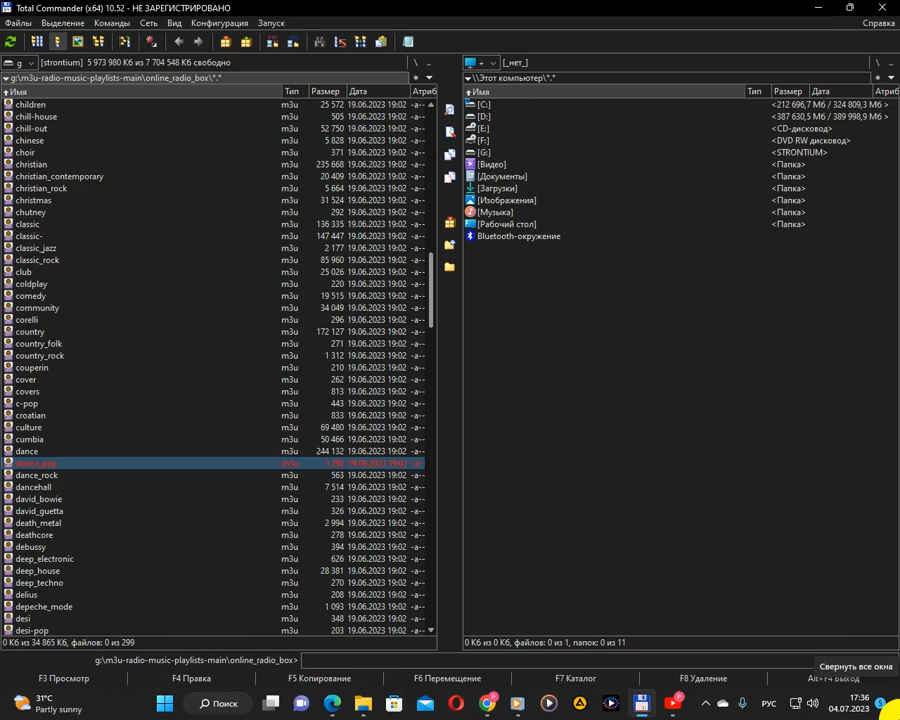 Total Commander (x64) 10.52 - НЕ ЗАРЕГИСТРИРОВАНО
Файлы Выделение Команды Сеть Вид Конфигурация Запуск Справка
g [strontium] 5 973 980 Кб из 7 704 548 Кб свободно \ ..
+ [_нет_] \ ..
g:\m3u-radio-music-playlists-main\online_radio_box\*.*
\\Этот компьютер\*.*
Имя Тип Размер Дата Атриб
children m3u 25 572 19.06.2023 19:02 -a--
chill-house m3u 505 19.06.2023 19:02 -a--
chill-out m3u 52 750 19.06.2023 19:02 -a--
chinese m3u 5 828 19.06.2023 19:02 -a--
choir m3u 371 19.06.2023 19:02 -a--
christian m3u 235 668 19.06.2023 19:02 -a--
christian_contemporary m3u 20 409 19.06.2023 19:02 -a--
christian_rock m3u 5 664 19.06.2023 19:02 -a--
christmas m3u 31 524 19.06.2023 19:02 -a--
chutney m3u 292 19.06.2023 19:02 -a--
classic m3u 136 335 19.06.2023 19:02 -a--
classic- m3u 147 447 19.06.2023 19:02 -a--
classic_jazz m3u 2 177 19.06.2023 19:02 -a--
classic_rock m3u 85 960 19.06.2023 19:02 -a--
club m3u 25 026 19.06.2023 19:02 -a--
coldplay m3u 220 19.06.2023 19:02 -a--
comedy m3u 19 515 19.06.2023 19:02 -a--
community m3u 34 049 19.06.2023 19:02 -a--
corelli m3u 296 19.06.2023 19:02 -a--
country m3u 172 127 19.06.2023 19:02 -a--
country_folk m3u 271 19.06.2023 19:02 -a--
country_rock m3u 1 312 19.06.2023 19:02 -a--
couperin m3u 210 19.06.2023 19:02 -a--
cover m3u 262 19.06.2023 19:02 -a--
covers m3u 813 19.06.2023 19:02 -a--
c-pop m3u 443 19.06.2023 19:02 -a--
croatian m3u 833 19.06.2023 19:02 -a--
culture m3u 69 480 19.06.2023 19:02 -a--
cumbia m3u 50 466 19.06.2023 19:02 -a--
dance m3u 244 132 19.06.2023 19:02 -a--
dance_pop m3u 1 290 19.06.2023 19:02 -a--
dance_rock m3u 563 19.06.2023 19:02 -a--
dancehall m3u 7 514 19.06.2023 19:02 -a--
david_bowie m3u 233 19.06.2023 19:02 -a--
david_guetta m3u 326 19.06.2023 19:02 -a--
death_metal m3u 2 994 19.06.2023 19:02 -a--
deathcore m3u 278 19.06.2023 19:02 -a--
debussy m3u 394 19.06.2023 19:02 -a--
deep_electronic m3u 626 19.06.2023 19:02 -a--
deep_house m3u 28 381 19.06.2023 19:02 -a--
deep_techno m3u 270 19.06.2023 19:02 -a--
delius m3u 208 19.06.2023 19:02 -a--
depeche_mode m3u 1 093 19.06.2023 19:02 -a--
desi m3u 348 19.06.2023 19:02 -a--
desi-pop m3u 203 19.06.2023 19:02 -a--
0 Кб из 34 865 Кб, файлов: 0 из 299
Имя Тип Размер Дата Атриб
[C:] <212 696,7 Мб / 324 809,3 Мб >
[D:] <387 630,5 Мб / 389 998,9 Мб >
[E:] <CD-дисковод>
[F:] <DVD RW дисковод>
[G:] <STRONTIUM>
[Видео] <Папка>
[Документы] <Папка>
[Загрузки] <Папка>
[Изображения] <Папка>
[Музыка] <Папка>
[Рабочий стол] <Папка>
Bluetooth-окружение
0 Кб из 0 Кб, файлов: 0 из 1, папок: 0 из 11
g:\m3u-radio-music-playlists-main\online_radio_box>
Свернуть все окна
F3 Просмотр F4 Правка F5 Копирование F6 Перемещение F7 Каталог F8 Удаление Alt+F4 Выход
31°C
Partly sunny
Поиск
РУС
17:36
04.07.2023
5